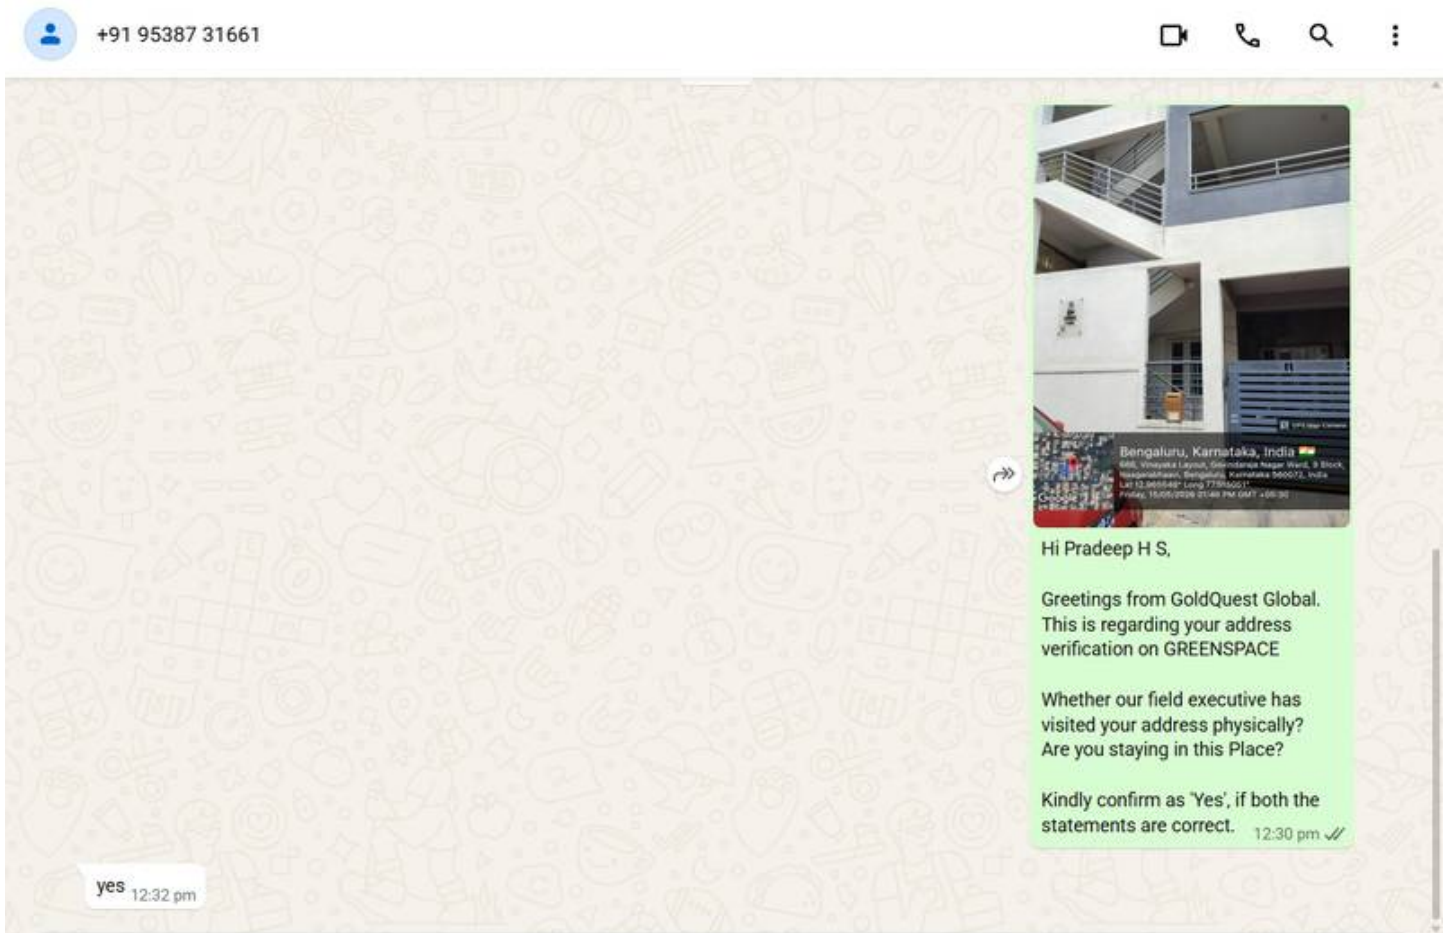 +91 95387 31661
Bengaluru, Karnataka, India
Google
Hi Pradeep H S,
Greetings from GoldQuest Global.
This is regarding your address
verification on GREENSPACE
Whether our field executive has
visited your address physically?
Are you staying in this Place?
Kindly confirm as 'Yes', if both the
statements are correct.
12:30 pm
yes
12:32 pm